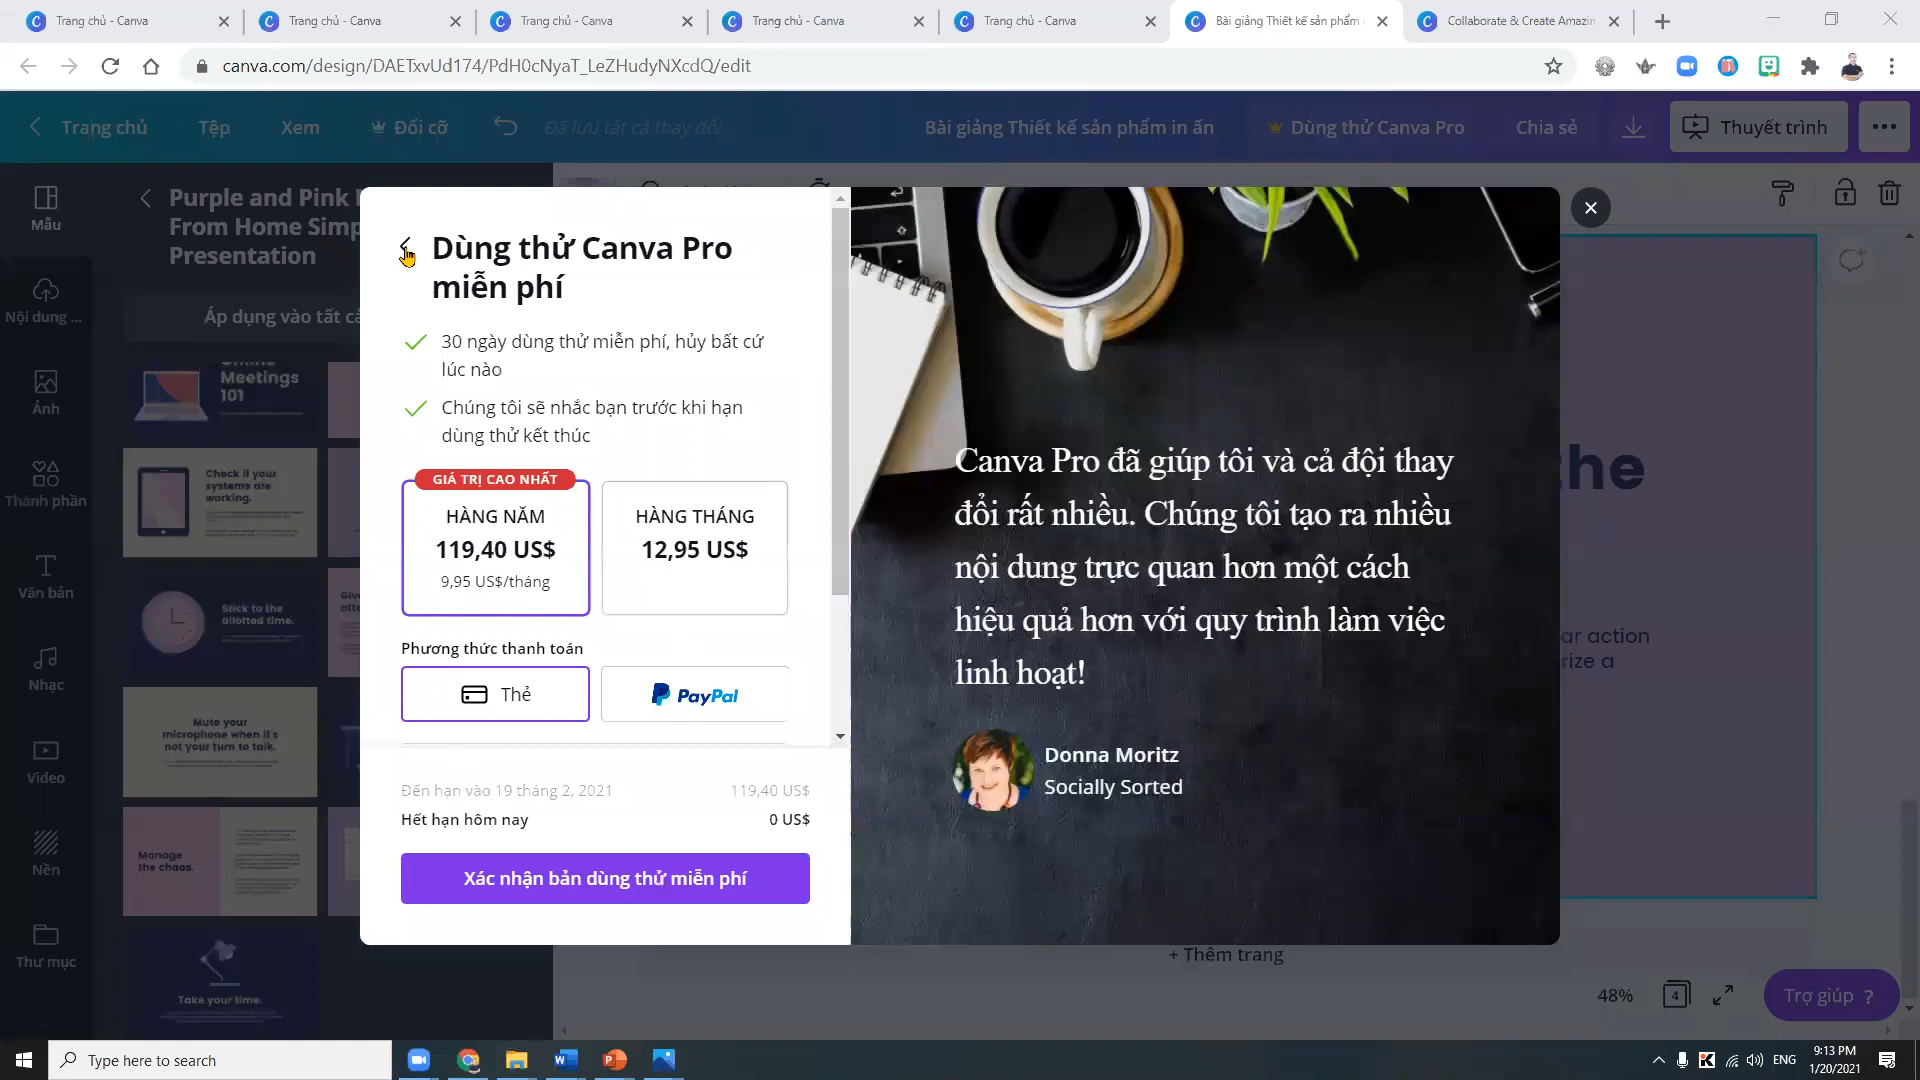 Trang chủ - Canva
Trang chủ - Canva
Trang chủ - Canva
Trang chủ - Canva
Trang chủ - Canva
Bài giảng Thiết kế sản phẩm i
Collaborate & Create Amazin
canva.com/design/DAETxvUd174/PdH0cNyaT_LeZHudyNXcdQ/edit
Trang chủ
Tệp
Xem
Đổi cỡ
Đã lưu tất cả thay đổi
Bài giảng Thiết kế sản phẩm in ấn
Dùng thử Canva Pro
Chia sẻ
Thuyết trình
Mẫu
Nội dung ...
Ảnh
Thành phần
Văn bản
Nhạc
Video
Nền
Thư mục
Purple and Pink
From Home Simp
Presentation
Áp dụng vào tất cả
Online
Meetings
101
Check if your
systems are
working.
Stick to the
allotted time.
Mute your
microphone when it's
not your turn to talk.
Manage
the chaos.
Take your time.
Dùng thử Canva Pro
miễn phí
30 ngày dùng thử miễn phí, hủy bất cứ
lúc nào
Chúng tôi sẽ nhắc bạn trước khi hạn
dùng thử kết thúc
GIÁ TRỊ CAO NHẤT
HÀNG NĂM
119,40 US$
9,95 US$/tháng
HÀNG THÁNG
12,95 US$
Phương thức thanh toán
Thẻ
PayPal
Đến hạn vào 19 tháng 2, 2021
119,40 US$
Hết hạn hôm nay
0 US$
Xác nhận bản dùng thử miễn phí
Canva Pro đã giúp tôi và cả đội thay
đổi rất nhiều. Chúng tôi tạo ra nhiều
nội dung trực quan hơn một cách
hiệu quả hơn với quy trình làm việc
linh hoạt!
Donna Moritz
Socially Sorted
the
ar action
rize a
+ Thêm trang
48%
4
Trợ giúp ?
Type here to search
ENG
9:13 PM
1/20/2021